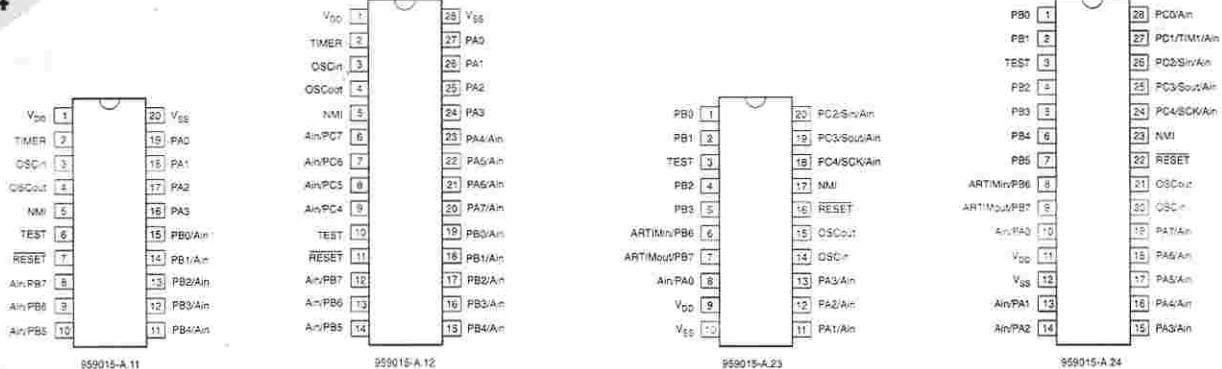 VDD 1 20 VSS
TIMER 2 19 PA0
OSCin 3 18 PA1
OSCout 4 17 PA2
NMI 5 16 PA3
TEST 6 15 PB0/Ain
RESET 7 14 PB1/Ain
Ain/PB7 8 13 PB2/Ain
Ain/PB6 9 12 PB3/Ain
Ain/PB5 10 11 PB4/Ain
959015-A.11
VDD 1 28 VSS
TIMER 2 27 PA0
OSCin 3 26 PA1
OSCout 4 25 PA2
NMI 5 24 PA3
Ain/PC7 6 23 PA4/Ain
Ain/PC6 7 22 PA5/Ain
Ain/PC5 8 21 PA6/Ain
Ain/PC4 9 20 PA7/Ain
TEST 10 19 PB0/Ain
RESET 11 18 PB1/Ain
Ain/PB7 12 17 PB2/Ain
Ain/PB6 13 16 PB3/Ain
Ain/PB5 14 15 PB4/Ain
959015-A.12
PB0 1 20 PC2/Sin/Ain
PB1 2 19 PC3/Sout/Ain
TEST 3 18 PC4/SCK/Ain
PB2 4 17 NMI
PB3 5 16 RESET
ARTIMin/PB6 6 15 OSCout
ARTIMout/PB7 7 14 OSCin
Ain/PA0 8 13 PA3/Ain
VDD 9 12 PA2/Ain
VSS 10 11 PA1/Ain
959015-A.23
PB0 1 28 PC0/Ain
PB1 2 27 PC1/TIM1/Ain
TEST 3 26 PC2/Sin/Ain
PB2 4 25 PC3/Sout/Ain
PB3 5 24 PC4/SCK/Ain
PB4 6 23 NMI
PB5 7 22 RESET
ARTIMin/PB6 8 21 OSCout
ARTIMout/PB7 9 20 OSCin
Ain/PA0 10 19 PA7/Ain
VDD 11 18 PA6/Ain
VSS 12 17 PA5/Ain
Ain/PA1 13 16 PA4/Ain
Ain/PA2 14 15 PA3/Ain
959015-A.24